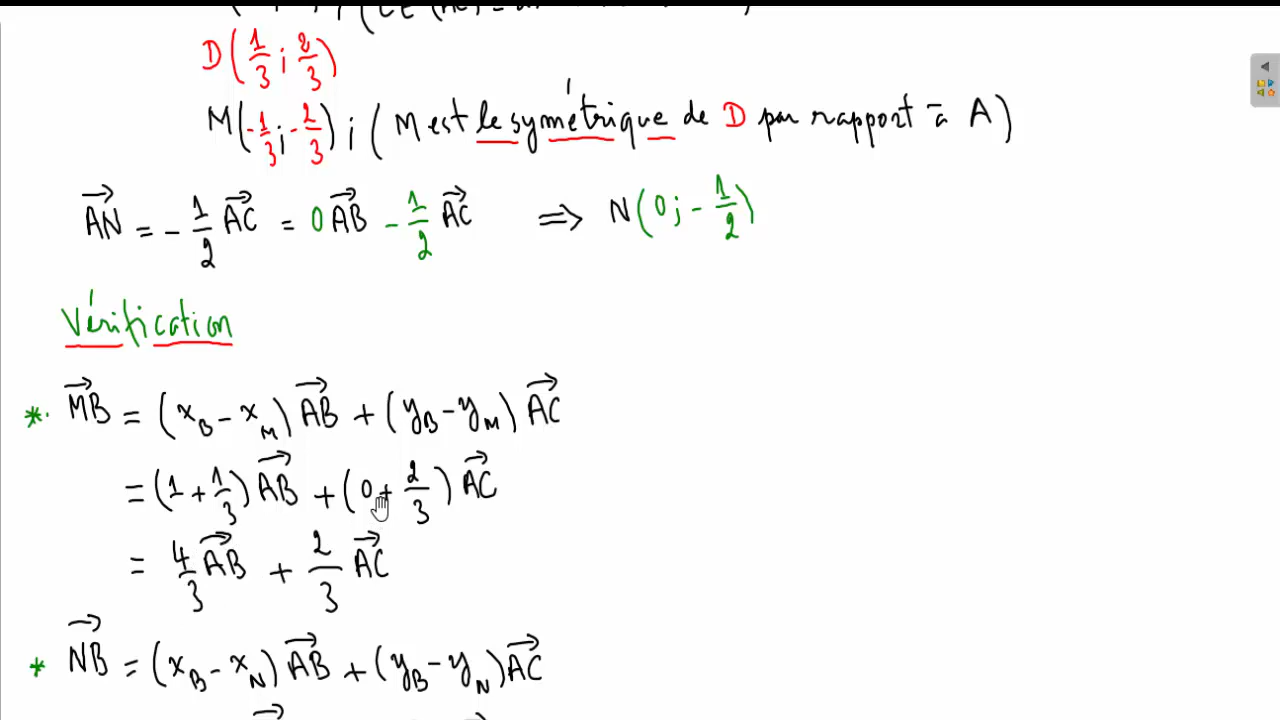 D(1/3 ; 2/3)
M(-1/3 ; -2/3) ; (M est le symétrique de D par rapport à A)
AN⃗ = - 1/2 AC⃗ = 0 AB⃗ - 1/2 AC⃗ ⟹ N(0 ; - 1/2)
Vérification
*. MB⃗ = (x_B - x_M) AB⃗ + (y_B - y_M) AC⃗
= (1 + 1/3) AB⃗ + (0 + 2/3) AC⃗
= 4/3 AB⃗ + 2/3 AC⃗
* NB⃗ = (x_B - x_N) AB⃗ + (y_B - y_N) AC⃗